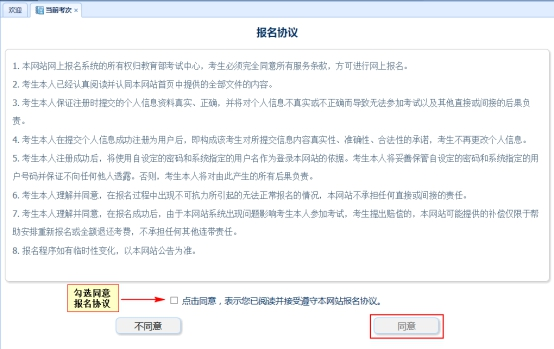 欢迎 当前考次 ×
报名协议
1. 本网站网上报名系统的所有权归教育部考试中心，考生必须完全同意所有服务条款，方可进行网上报名。
2. 考生本人已经认真阅读并认同本网站首页中提供的全部文件的内容。
3. 考生本人保证注册时提交的个人信息资料真实、正确，并将对个人信息不真实或不正确而导致无法参加考试以及其他直接或间接的后果负
责。
4. 考生本人在提交个人信息成功注册为用户后，即构成该考生对所提交信息内容真实性、准确性、合法性的承诺，考生不再更改个人信息。
5. 考生本人注册成功后，将使用自设定的密码和系统指定的用户名作为登录本网站的依据。考生本人将妥善保管自设定的密码和系统指定的用
户号码并保证不向任何他人透露，否则，考生本人将对由此产生的所有后果负责。
6. 考生本人理解并同意，在报名过程中出现不可抗力所引起的无法正常报名的情况，本网站不承担任何直接或间接的责任。
7. 考生本人理解并同意，在报名成功后，由于本网站系统出现问题影响考生本人参加考试，考生提出赔偿的，本网站可能提供的补偿仅限于帮
助安排重新报名或全额退还考费，不承担任何其他连带责任。
8. 报名程序如有临时性变化，以本网站公告为准。
勾选同意
报名协议
点击同意，表示您已阅读并接受遵守本网站报名协议。
不同意 同意